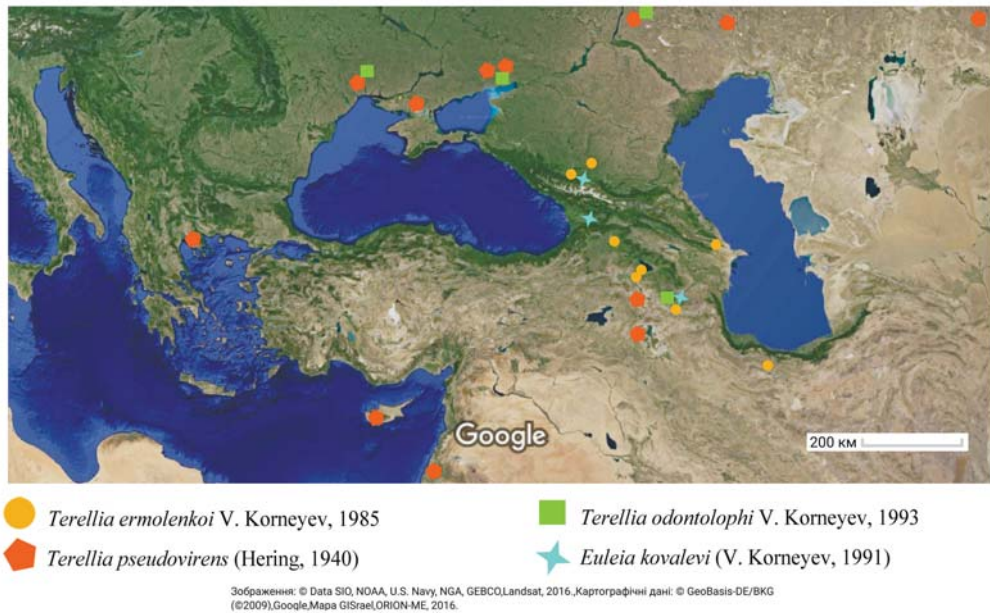 Google
200 км
Terellia ermolenkoi V. Korneyev, 1985
Terellia odontolophi V. Korneyev, 1993
Terellia pseudovirens (Hering, 1940)
Euleia kovalevi (V. Korneyev, 1991)
Зображення: © Data SIO, NOAA, U.S. Navy, NGA, GEBCO,Landsat, 2016.,Картографічні дані: © GeoBasis-DE/BKG
(©2009),Google,Mapa GISrael,ORION-ME, 2016.